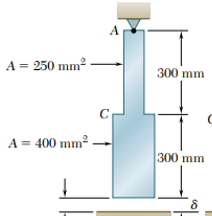 A
A = 250 mm²
300 mm
C
A = 400 mm²
300 mm
δ